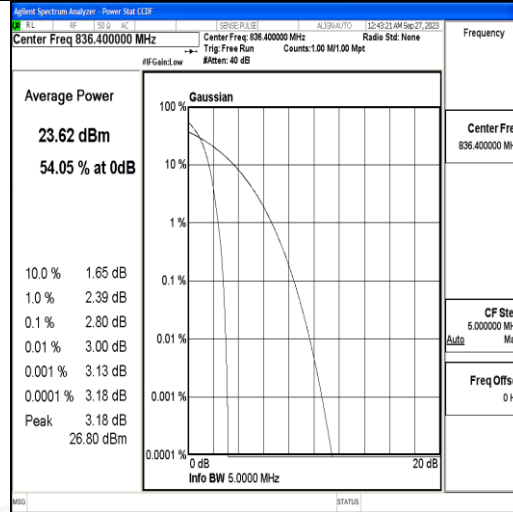 Agilent Spectrum Analyzer - Power Stat CCDF
RL RF 50 Ω AC SENSE:PULSE ALIGNAUTO 12:43:21 AM Sep 27, 2023
Center Freq 836.400000 MHz Center Freq: 836.400000 MHz Radio Std: None Frequency
Trig: Free Run Counts:1.00 M/1.00 Mpt
#IFGain:Low #Atten: 40 dB
Average Power
23.62 dBm
54.05 % at 0dB
10.0 % 1.65 dB
1.0 % 2.39 dB
0.1 % 2.80 dB
0.01 % 3.00 dB
0.001 % 3.13 dB
0.0001 % 3.18 dB
Peak 3.18 dB
26.80 dBm
Gaussian
100 %
10 %
1 %
0.1 %
0.01 %
0.001 %
0.0001 %
0 dB 20 dB
Info BW 5.0000 MHz
Center Fre
836.400000 MH
CF Ste
5.000000 MH
Auto Ma
Freq Offs
0 H
MSG STATUS